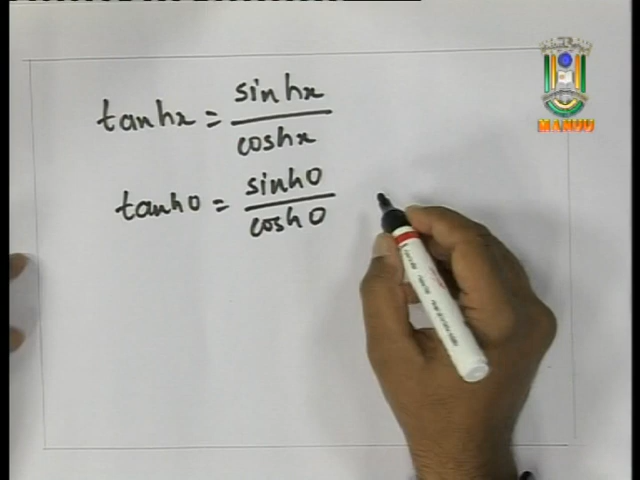 tanhx = sinhx / coshx
tanh0 = sinh0 / cosh0
MANUU